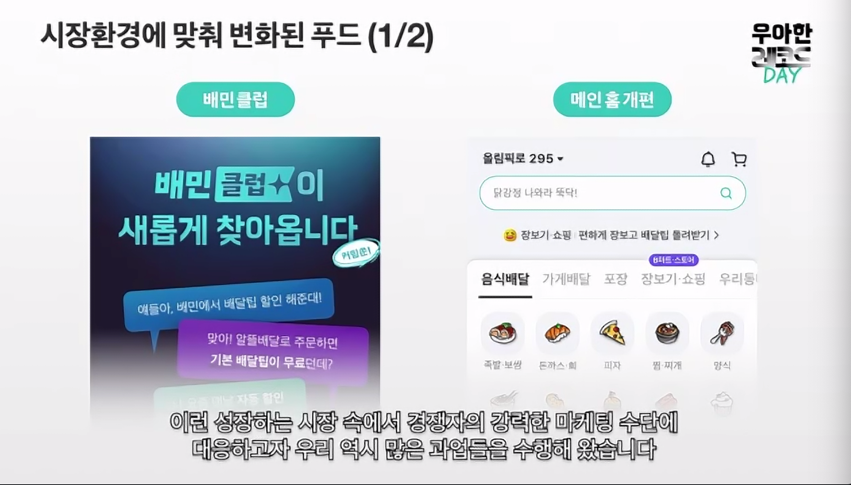 시장환경에 맞춰 변화된 푸드 (1/2)
우아한
레코드
DAY
배민클럽
메인 홈 개편
배민 클럽이
새롭게 찾아옵니다
커밍쑨!
얘들아, 배민에서 배달팁 할인 해준대!
맞아! 알뜰배달로 주문하면
기본 배달팁이 무료던데?
올림픽로 295
닭강정 나와라 뚝딱!
장보기·쇼핑 편하게 장보고 배달팁 돌려받기 >
B마트·스토어
음식배달 가게배달 포장 장보기·쇼핑 우리동
족발·보쌈 돈까스·회 피자 찜·찌개 양식
이런 성장하는 시장 속에서 경쟁자의 강력한 마케팅 수단에
대응하고자 우리 역시 많은 과업들을 수행해 왔습니다